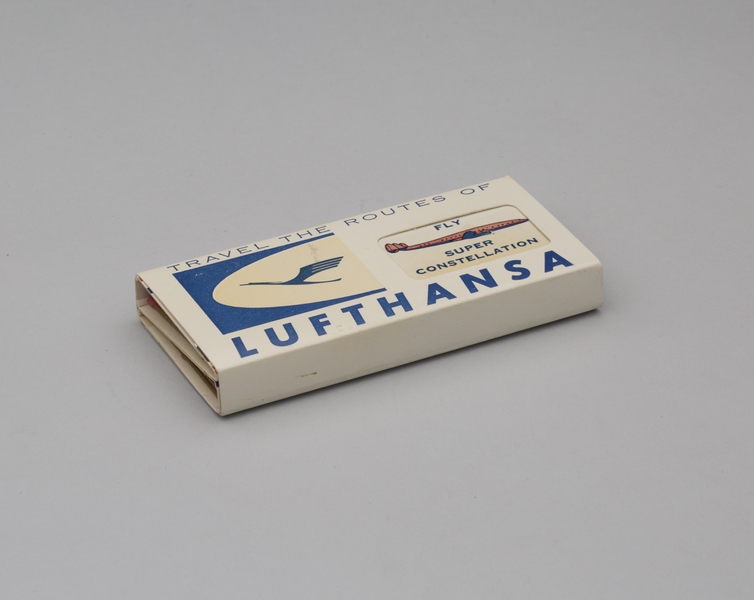 TRAVEL THE ROUTES OF
FLY
SUPER
CONSTELLATION
LUFTHANSA